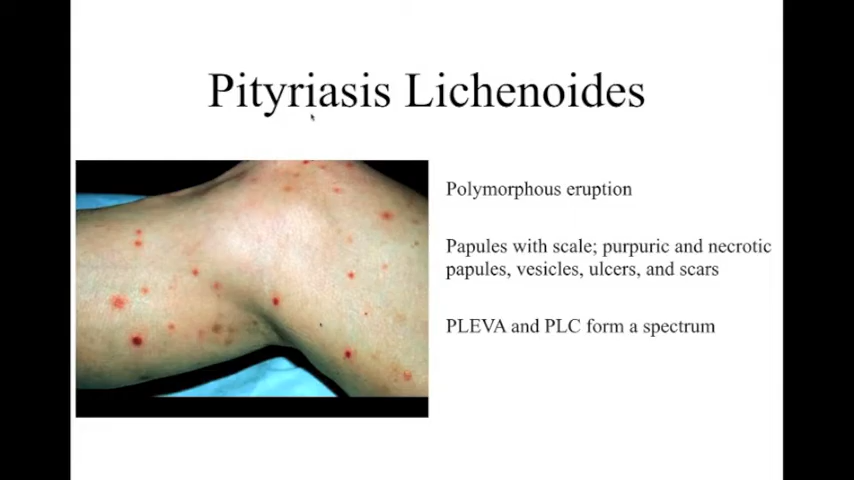 Pityriasis Lichenoides
Polymorphous eruption
Papules with scale; purpuric and necrotic
papules, vesicles, ulcers, and scars
PLEVA and PLC form a spectrum